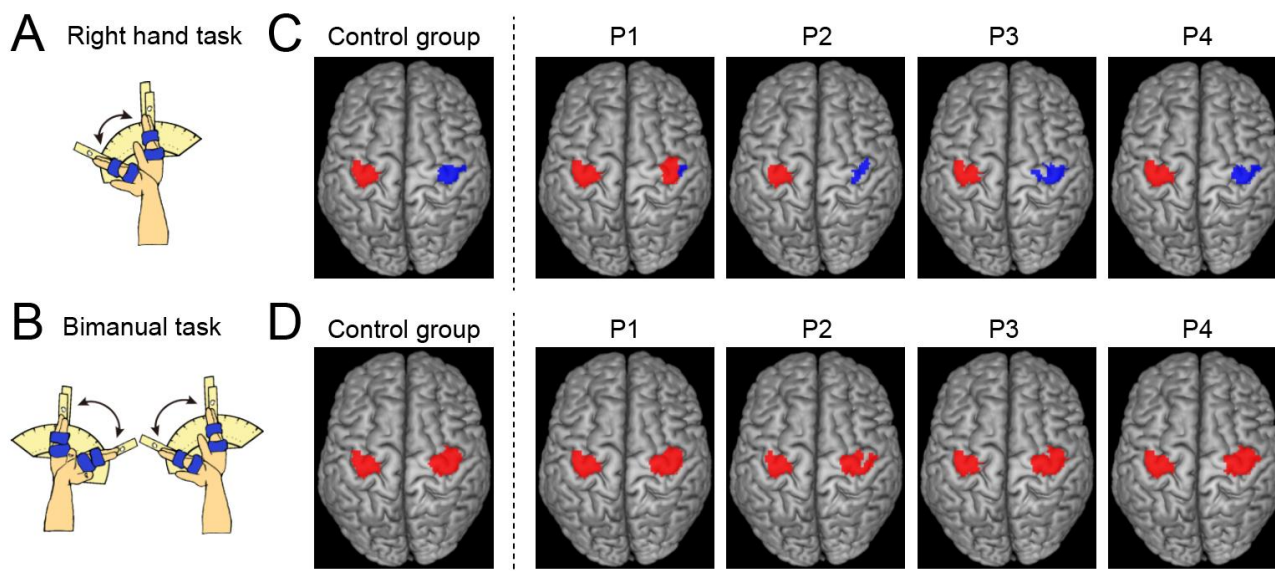 A Right hand task
C Control group P1 P2 P3 P4
B Bimanual task
D Control group P1 P2 P3 P4